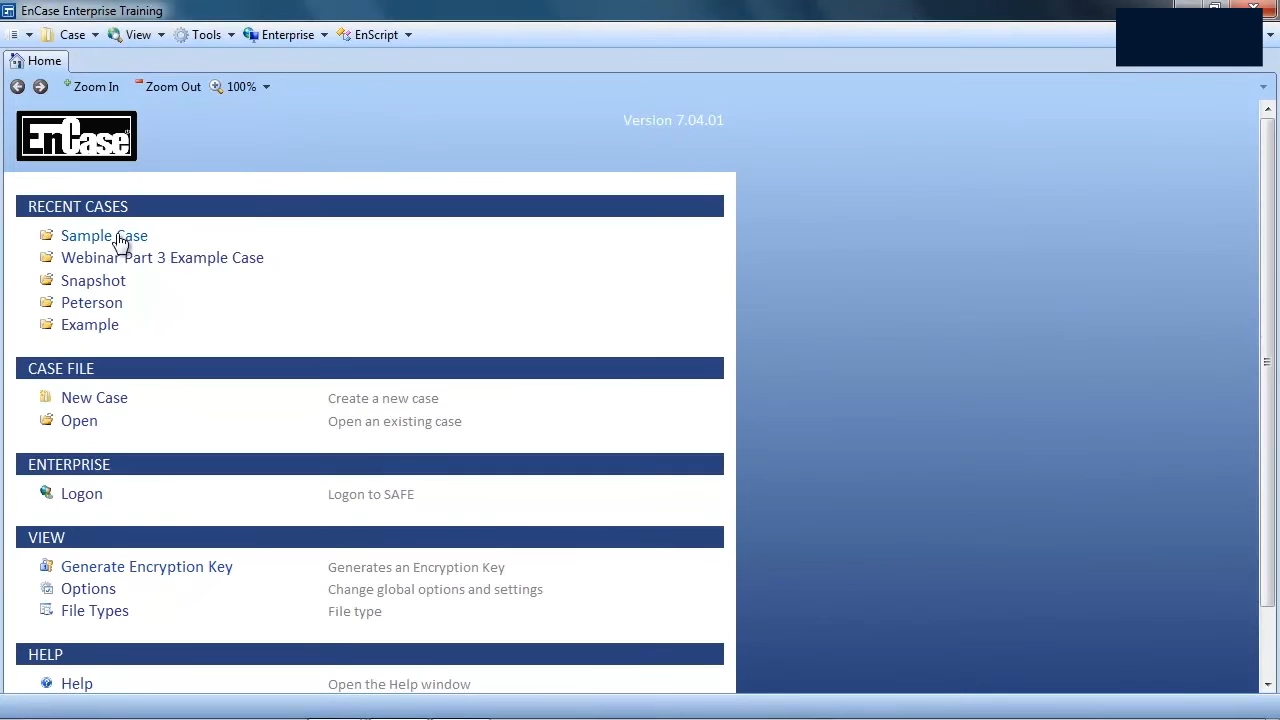 EnCase Enterprise Training
Case View Tools Enterprise EnScript
Home
Zoom In Zoom Out 100%
EnCase®
Version 7.04.01
RECENT CASES
Sample Case
Webinar Part 3 Example Case
Snapshot
Peterson
Example
CASE FILE
New Case Create a new case
Open Open an existing case
ENTERPRISE
Logon Logon to SAFE
VIEW
Generate Encryption Key Generates an Encryption Key
Options Change global options and settings
File Types File type
HELP
Help Open the Help window